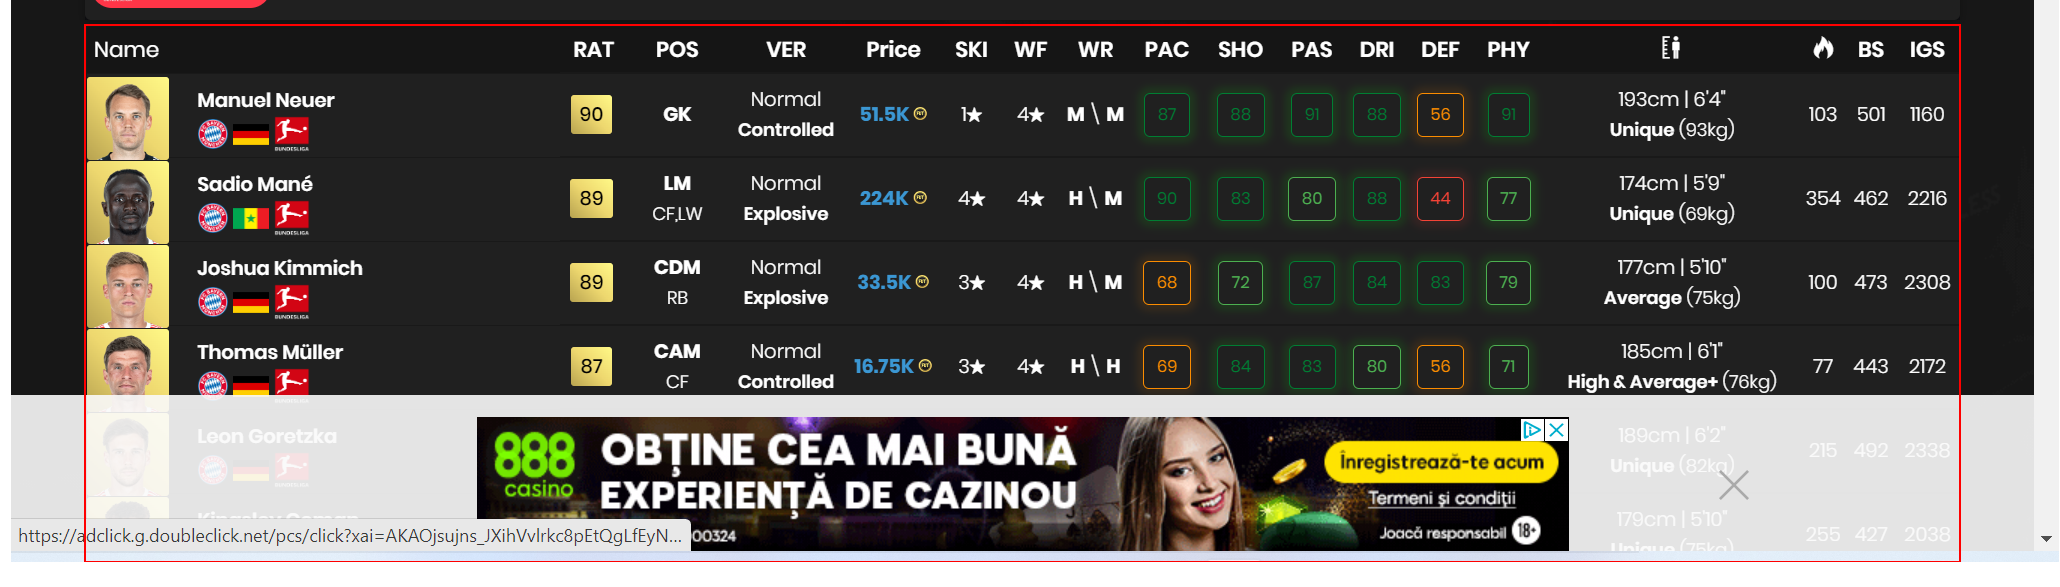 Name RAT POS VER Price SKI WF WR PAC SHO PAS DRI DEF PHY BS IGS
Manuel Neuer 90 GK Normal Controlled 51.5K 1★ 4★ M \ M 87 88 91 88 56 91 193cm | 6'4" Unique (93kg) 103 501 1160
BUNDESLIGA
Sadio Mané 89 LM CF,LW Normal Explosive 224K 4★ 4★ H \ M 90 83 80 88 44 77 174cm | 5'9" Unique (69kg) 354 462 2216
BUNDESLIGA
Joshua Kimmich 89 CDM RB Normal Explosive 33.5K 3★ 4★ H \ M 68 72 87 84 83 79 177cm | 5'10" Average (75kg) 100 473 2308
BUNDESLIGA
Thomas Müller 87 CAM CF Normal Controlled 16.75K 3★ 4★ H \ H 69 84 83 80 56 71 185cm | 6'1" High & Average+ (76kg) 77 443 2172
Leon Goretzka 189cm | 6'2" Unique (82kg) 215 492 2338
888 casino
OBȚINE CEA MAI BUNĂ
EXPERIENȚĂ DE CAZINOU
Înregistrează-te acum
Termeni și condiții
Joacă responsabil 18+
Kingsley Coman 179cm | 5'10" Unique (75kg) 255 427 2038
https://adclick.g.doubleclick.net/pcs/click?xai=AKAOjsujns_JXihVvlrkc8pEtQgLfEyN...
00324